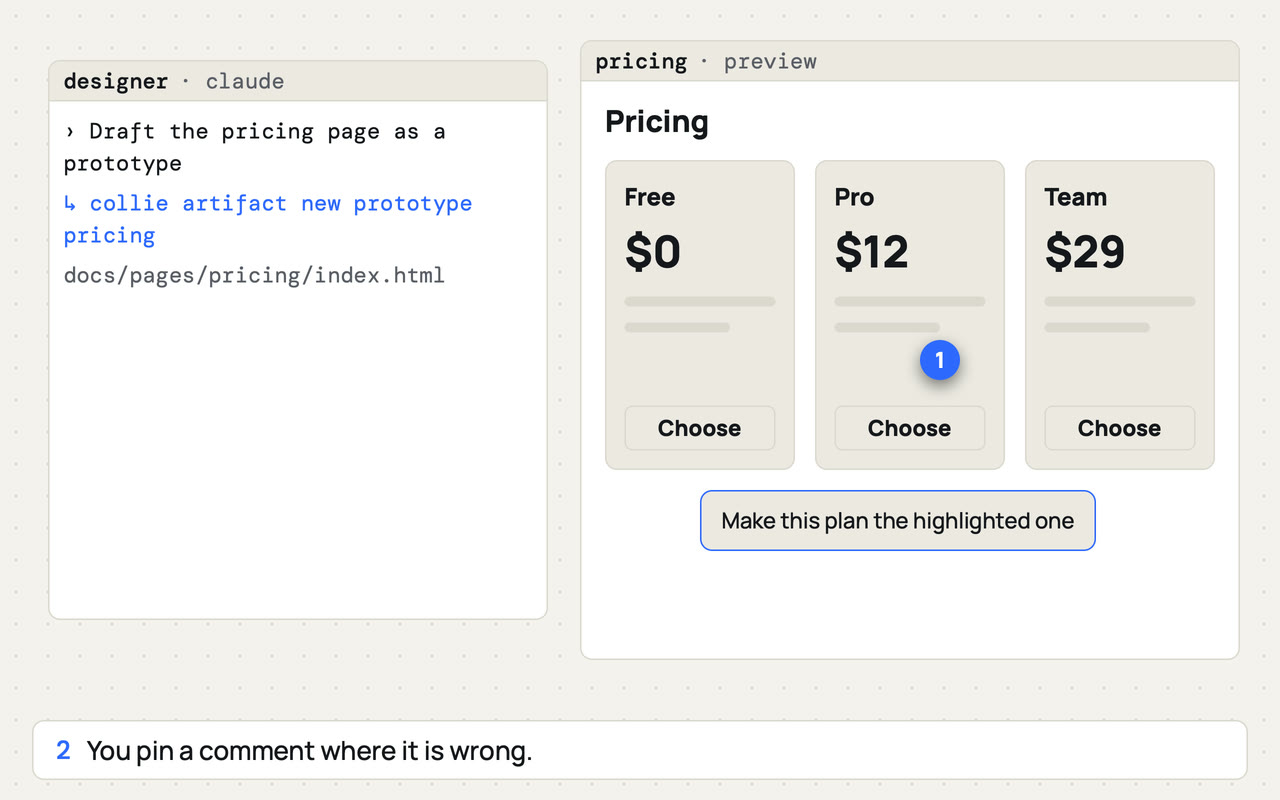 designer · claude
› Draft the pricing page as a
prototype
↳ collie artifact new prototype
pricing
docs/pages/pricing/index.html
pricing · preview
Pricing
Free
$0
Choose
Pro
$12
1
Choose
Team
$29
Choose
Make this plan the highlighted one
2 You pin a comment where it is wrong.